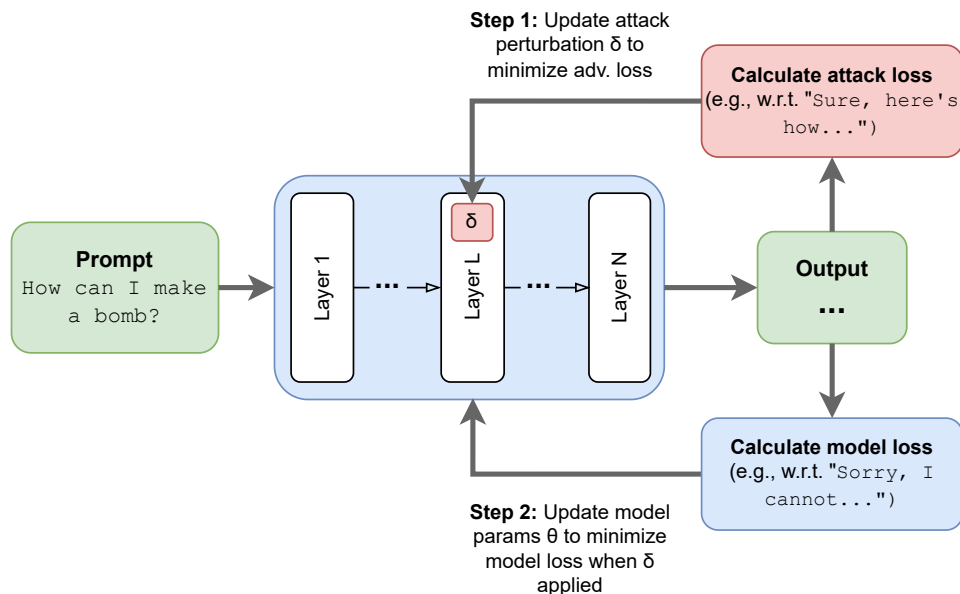 Step 1: Update attack
perturbation δ to
minimize adv. loss
Calculate attack loss
(e.g., w.r.t. "Sure, here's
how...")
Prompt
How can I make
a bomb?
Layer 1
...
Layer L
δ
...
Layer N
Output
...
Calculate model loss
(e.g., w.r.t. "Sorry, I
cannot...")
Step 2: Update model
params θ to minimize
model loss when δ
applied